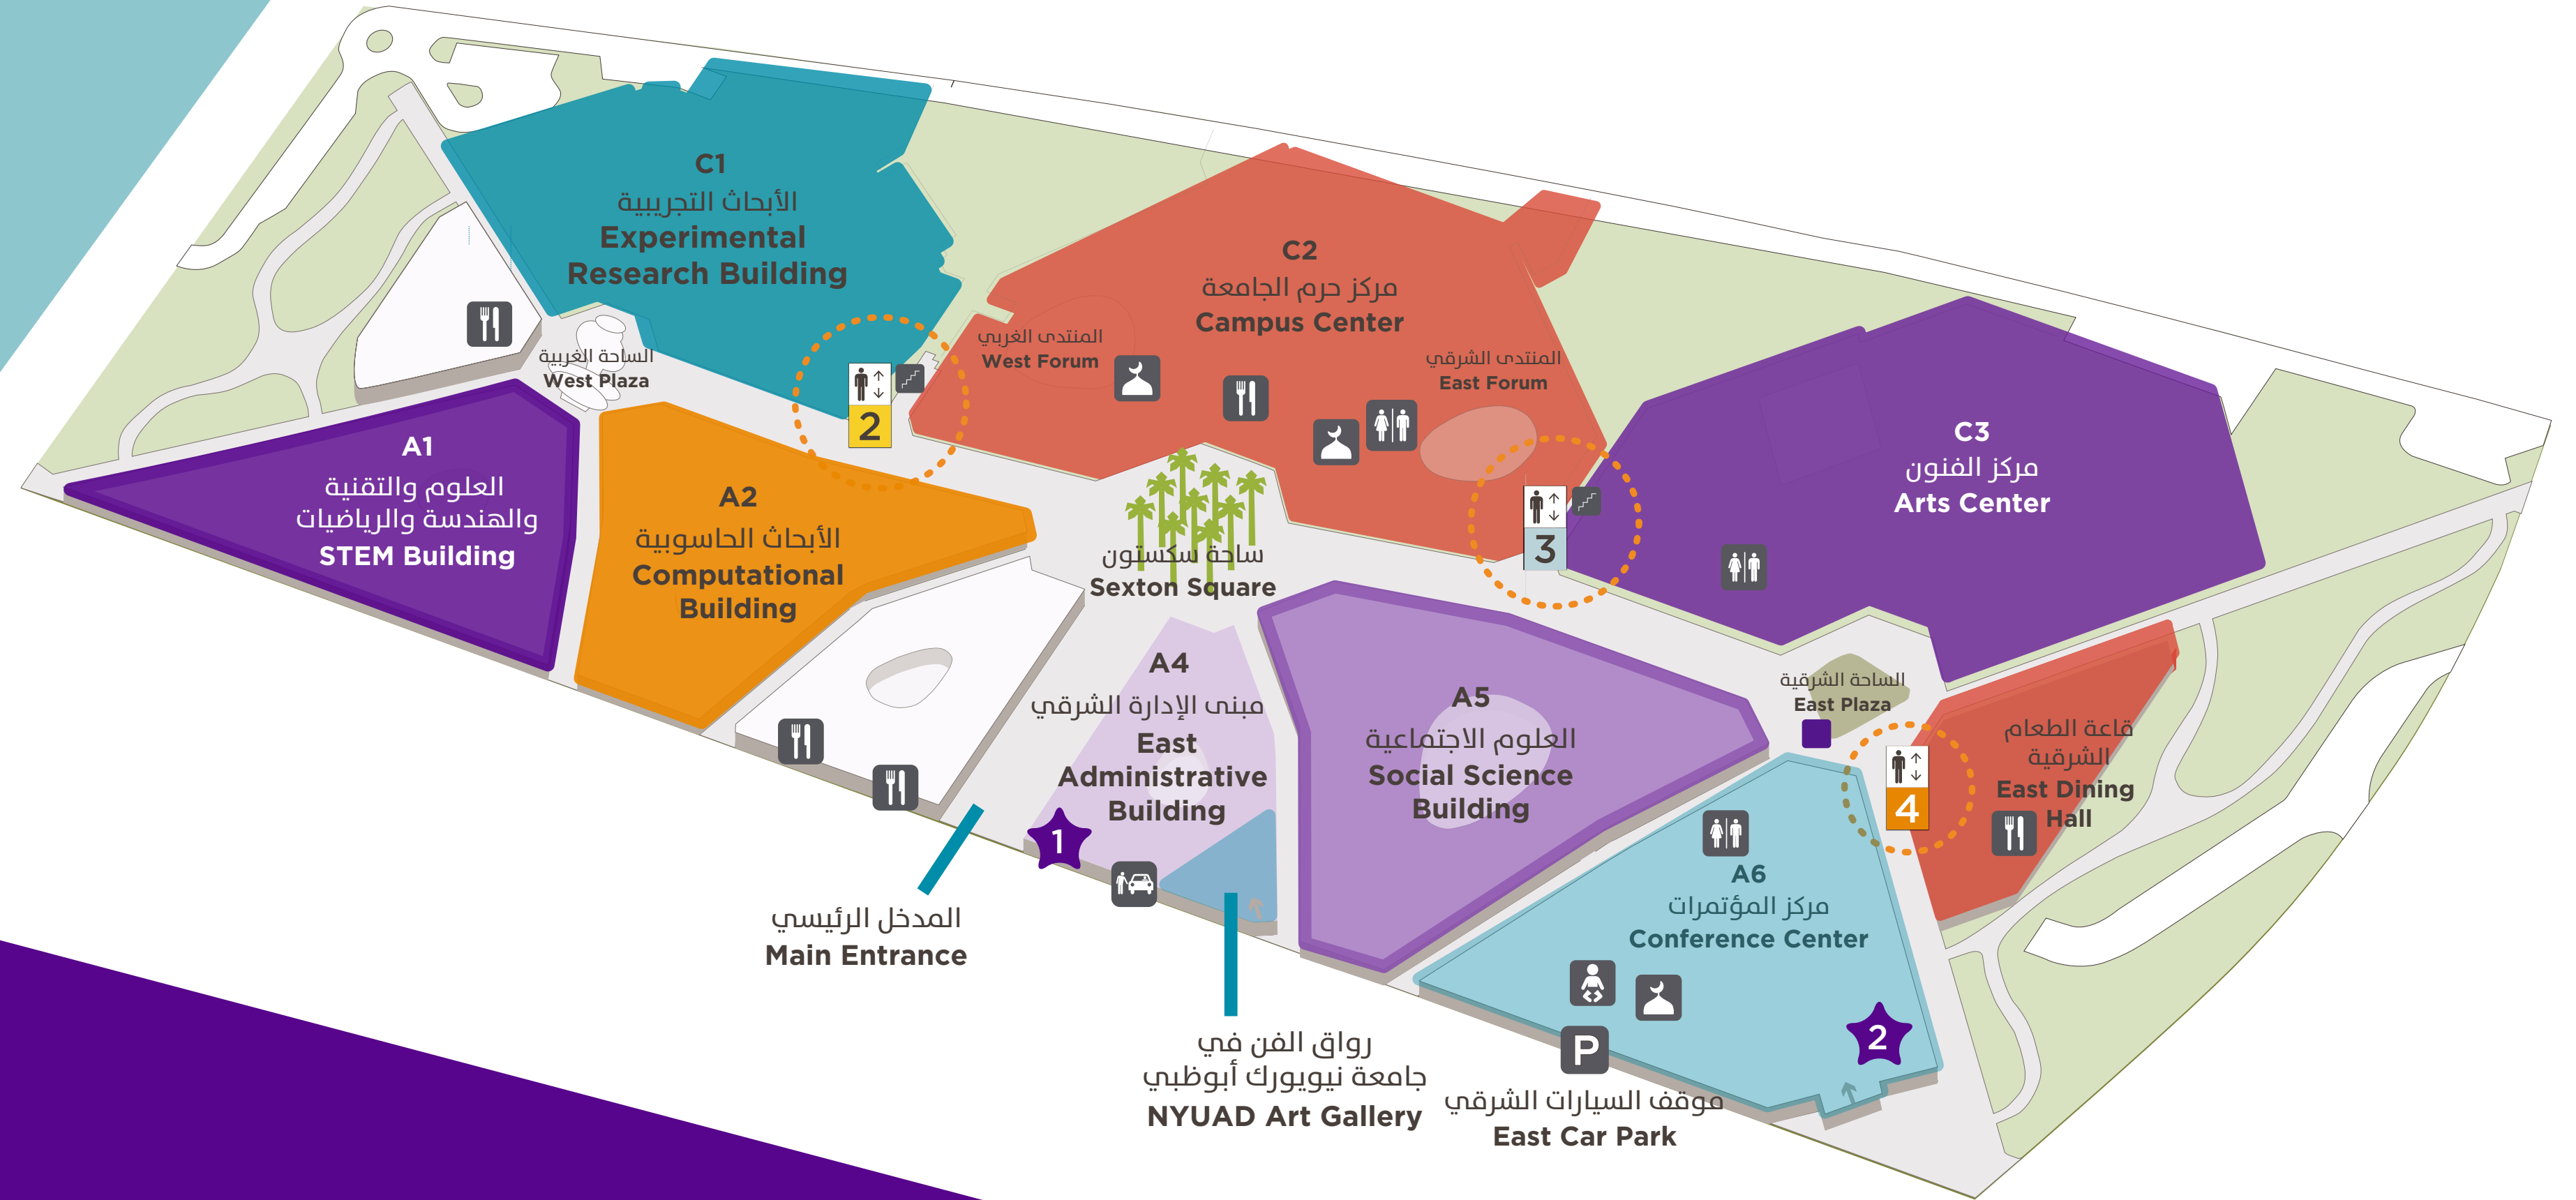 C1
الأبحاث التجريبية
Experimental
Research Building
C2
مركز حرم الجامعة
Campus Center
المنتدى الغربي
West Forum
المنتدى الشرقي
East Forum
الساحة الغربية
West Plaza
2
C3
مركز الفنون
Arts Center
A1
العلوم والتقنية
والهندسة والرياضيات
STEM Building
A2
الأبحاث الحاسوبية
Computational
Building
ساحة سكستون
Sexton Square
3
A4
مبنى الإدارة الشرقي
East
Administrative
Building
A5
العلوم الاجتماعية
Social Science
Building
الساحة الشرقية
East Plaza
4
قاعة الطعام
الشرقية
East Dining
Hall
1
A6
مركز المؤتمرات
Conference Center
المدخل الرئيسي
Main Entrance
2
P
رواق الفن في
جامعة نيويورك أبوظبي
NYUAD Art Gallery
موقف السيارات الشرقي
East Car Park